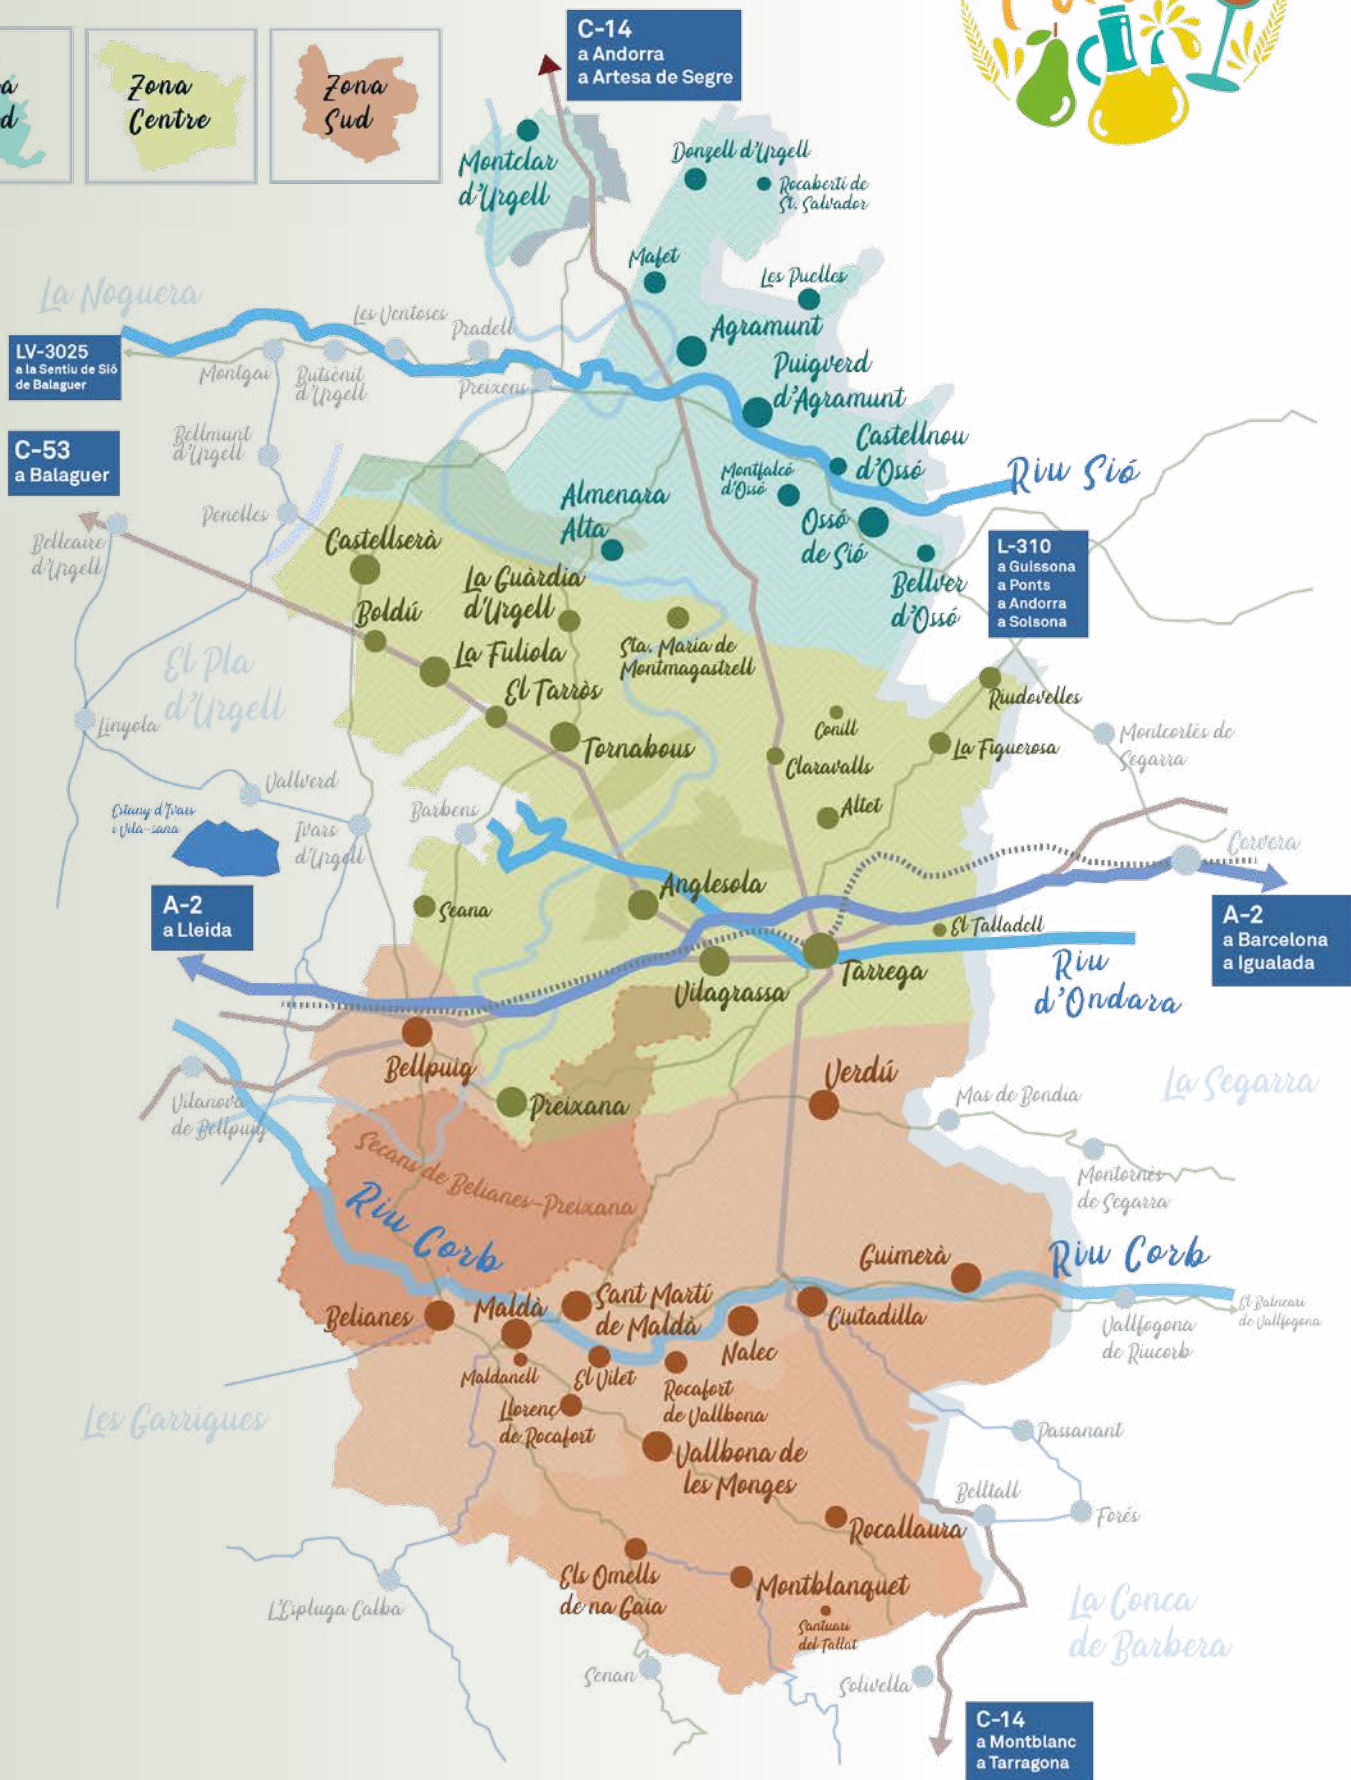 C-14
a Andorra
a Artesa de Segre
Zona
Centre
Zona
Sud
Montclar
d'Urgell
Donzell d'Urgell
Rocabertí de
St. Salvador
Mafet
Les Puelles
La Noguera
Agramunt
Les Ventoses
Pradell
LV-3025
a la Sentiu de Sió
de Balaguer
Montgai
Butsènit
d'Urgell
Preixens
Puigverd
d'Agramunt
C-53
a Balaguer
Bellmunt
d'Urgell
Castellnou
d'Ossó
Riu Sió
Montfalcó
d'Ossó
Almenara
Alta
Penelles
Ossó
de Sió
Bellcaire
d'Urgell
Castellserà
L-310
a Guissona
a Ponts
a Andorra
a Solsona
La Guàrdia
d'Urgell
Bellver
d'Ossó
Boldú
Sta. Maria de
Montmagastrell
La Fuliola
El Pla
d'Urgell
El Tarròs
Riudovelles
Linyola
Conill
Tornabous
La Figuerosa
Montcortès de
Segarra
Claravalls
Vallverd
Estany d'Ivars
i Vila-sana
Barbens
Altet
Ivars
d'Urgell
Cervera
Anglesola
A-2
a Lleida
Seana
El Talladell
A-2
a Barcelona
a Igualada
Tàrrega
Riu
d'Ondara
Vilagrassa
Bellpuig
Verdú
La Segarra
Vilanova
de Bellpuig
Preixana
Mas de Bondia
Secans de Belianes-Preixana
Montornès
de Segarra
Riu Corb
Guimerà
Riu Corb
Belianes
Maldà
Sant Martí
de Maldà
Ciutadilla
El Balneari
de Vallfogona
Vallfogona
de Riucorb
Nalec
Maldanell
El Vilet
Rocafort
de Vallbona
Les Garrigues
Llorenç
de Rocafort
Passanant
Vallbona de
les Monges
Belltall
Forés
Rocallaura
Els Omells
de na Gaia
Montblanquet
L'Espluga Calba
Santuari
del Tallat
La Conca
de Barbera
Senan
Solivella
C-14
a Montblanc
a Tarragona